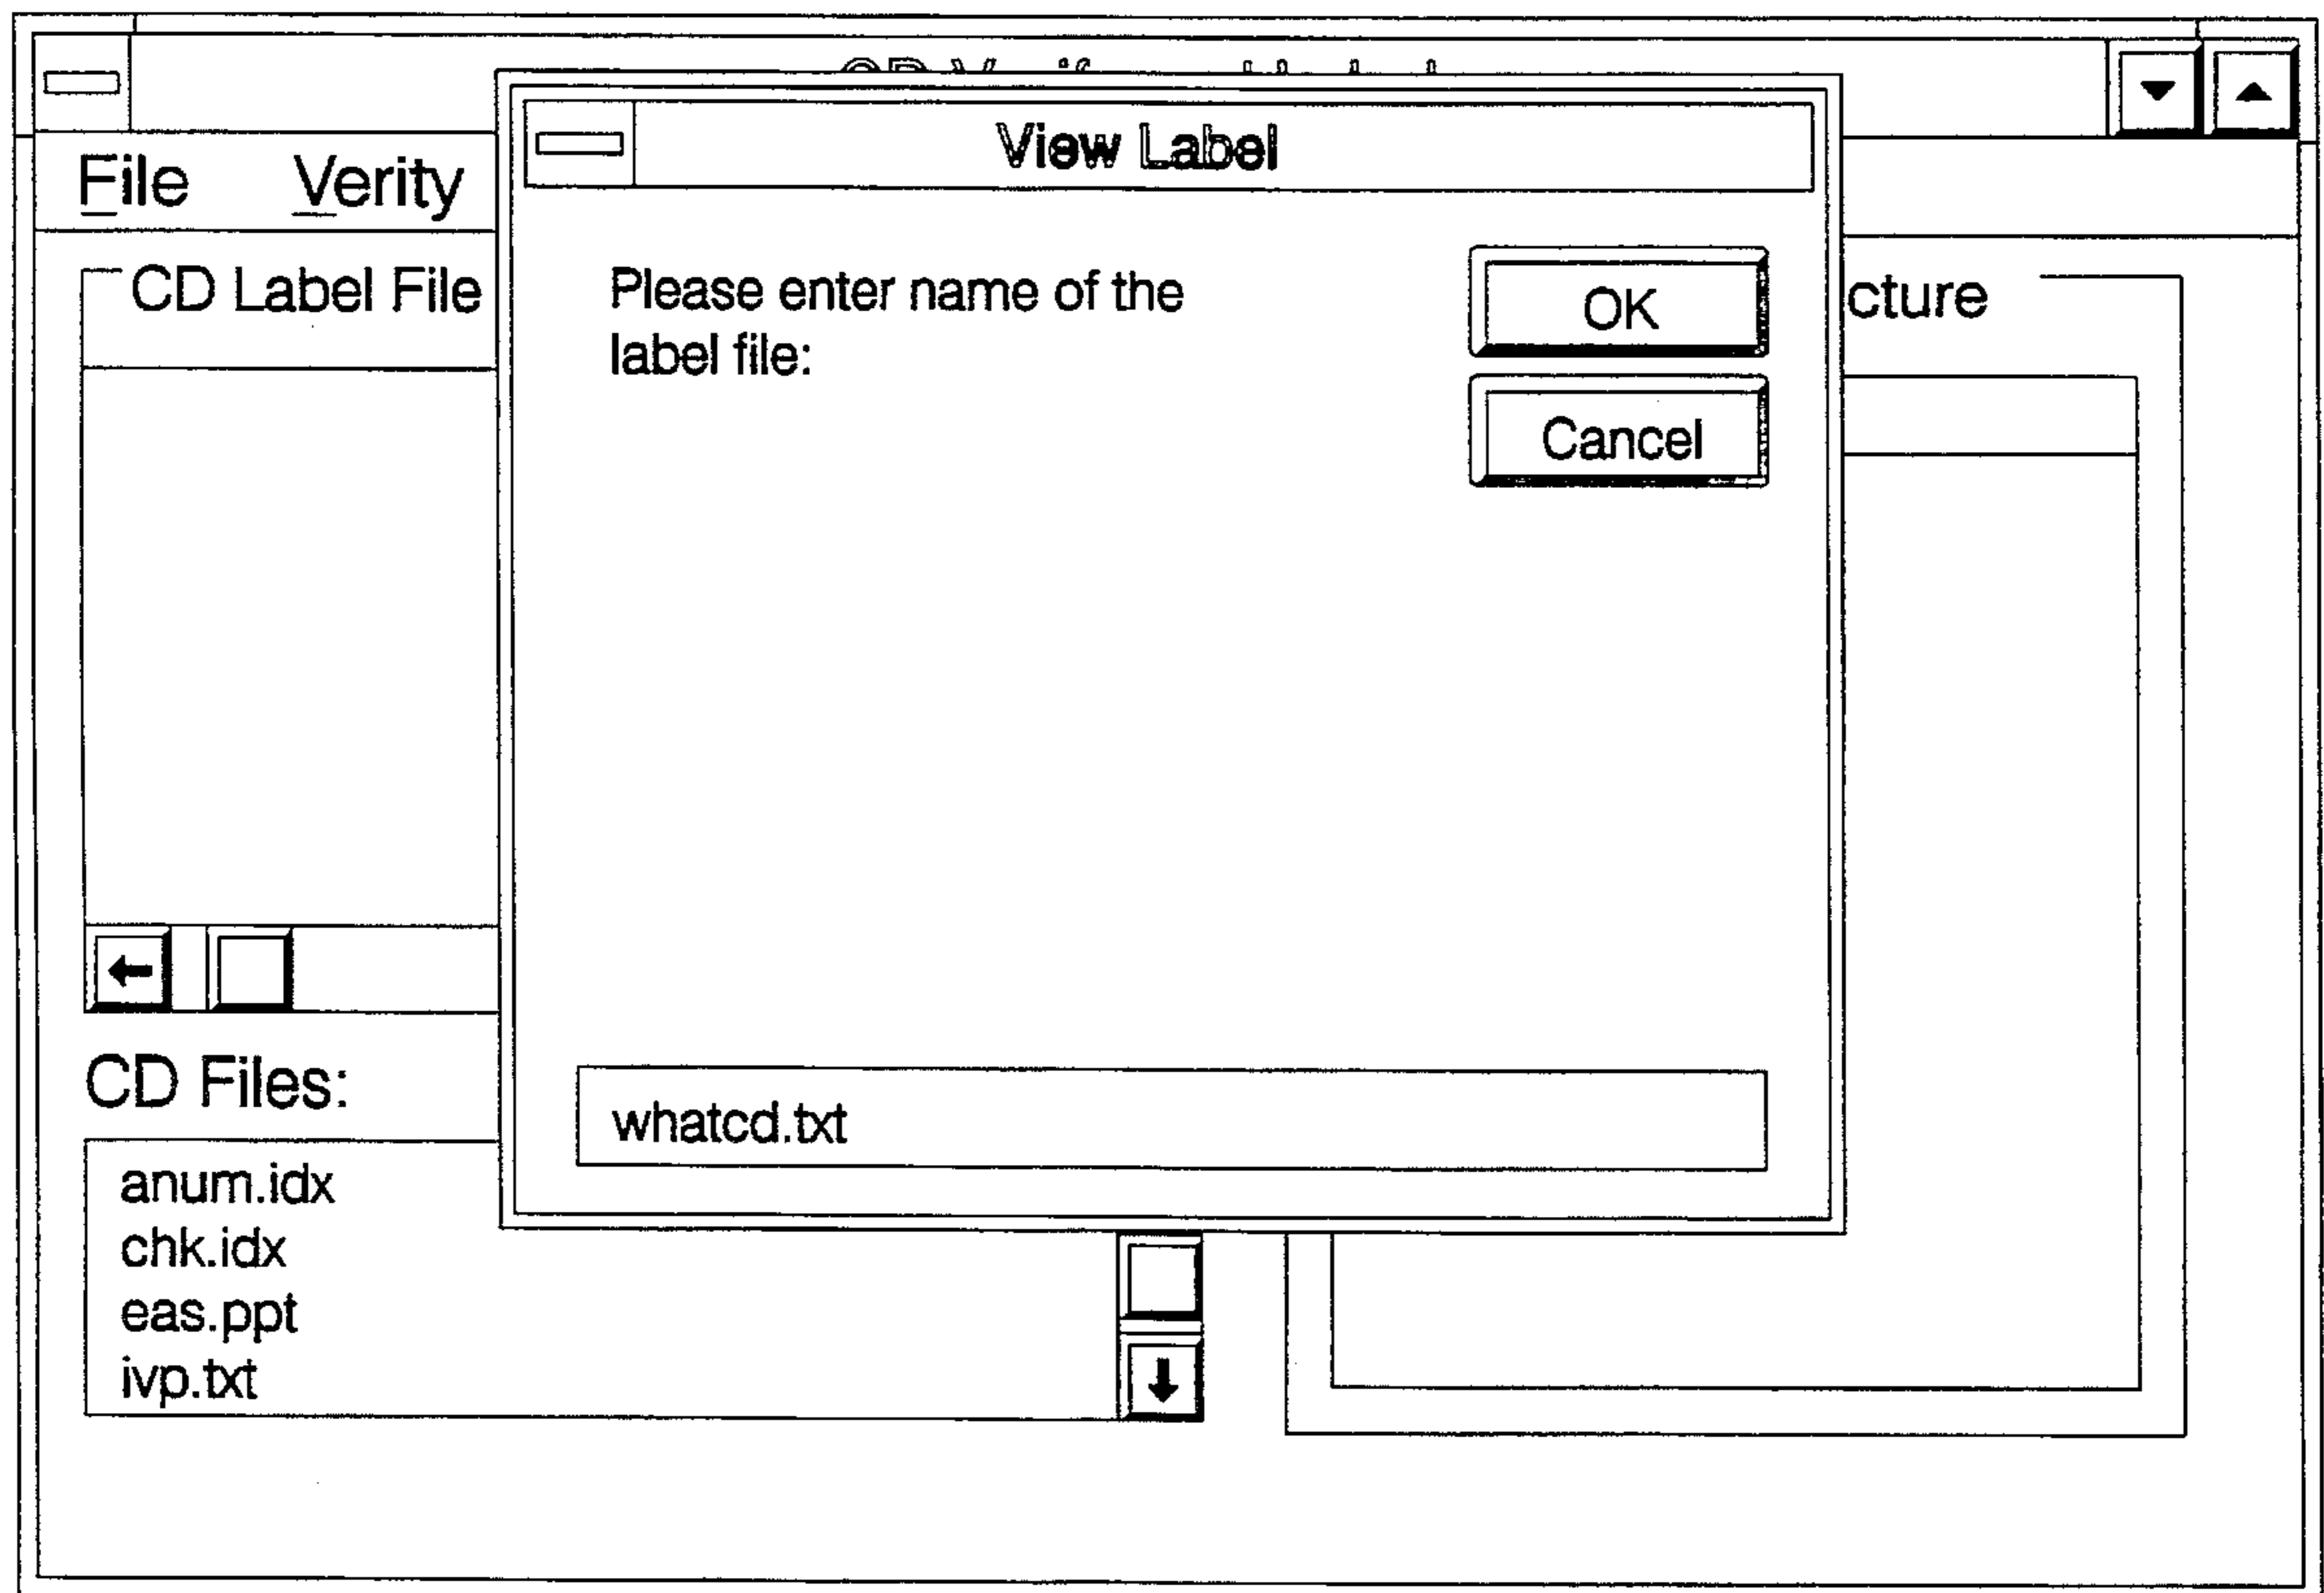 View Label
File Verity
CD Label File
Please enter name of the
label file:
OK
Cancel
cture
CD Files:
whatcd.txt
anum.idx
chk.idx
eas.ppt
ivp.txt